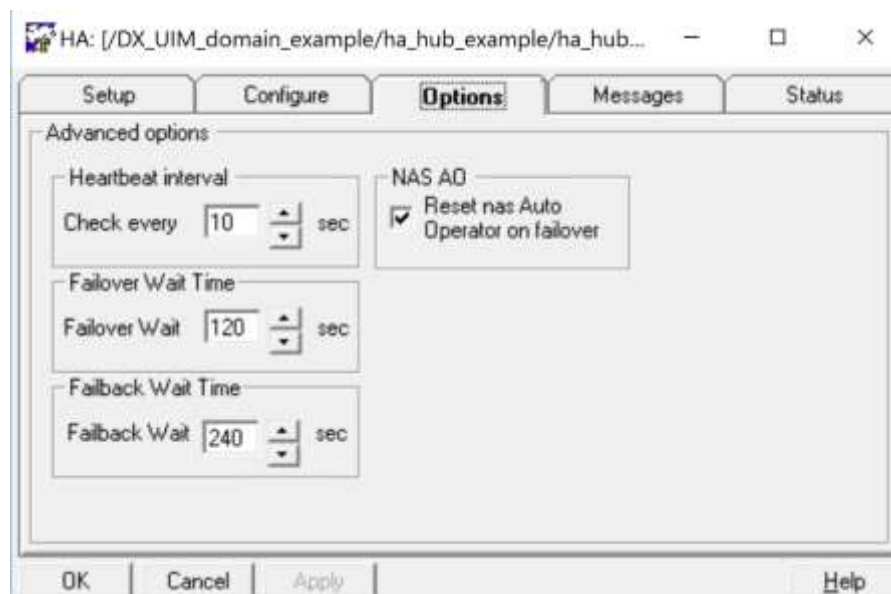 HA: [/DX_UIM_domain_example/ha_hub_example/ha_hub...
Setup Configure Options Messages Status
Advanced options
Heartbeat interval
Check every 10 sec
NAS AO
Reset nas Auto
Operator on failover
Failover Wait Time
Failover Wait 120 sec
Failback Wait Time
Failback Wait 240 sec
OK Cancel Apply Help